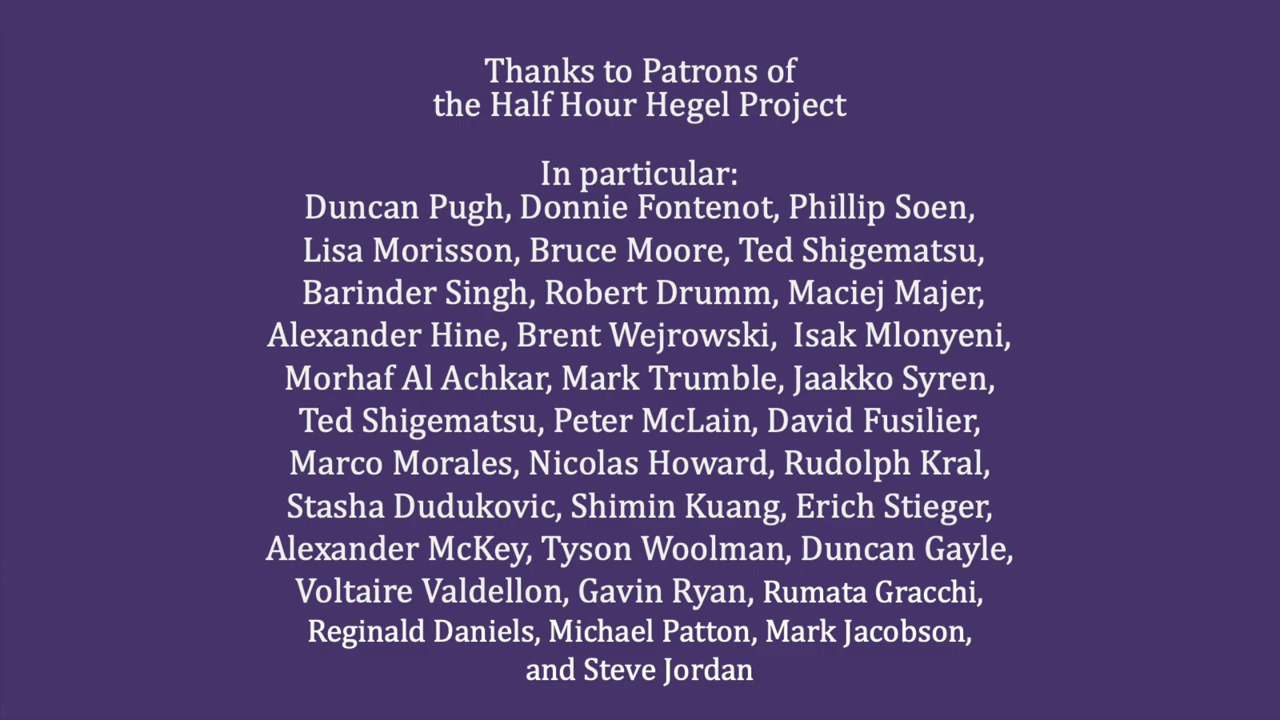 Thanks to Patrons of
the Half Hour Hegel Project
In particular:
Duncan Pugh, Donnie Fontenot, Phillip Soen,
Lisa Morisson, Bruce Moore, Ted Shigematsu,
Barinder Singh, Robert Drumm, Maciej Majer,
Alexander Hine, Brent Wejrowski,  Isak Mlonyeni,
Morhaf Al Achkar, Mark Trumble, Jaakko Syren,
Ted Shigematsu, Peter McLain, David Fusilier,
Marco Morales, Nicolas Howard, Rudolph Kral,
Stasha Dudukovic, Shimin Kuang, Erich Stieger,
Alexander McKey, Tyson Woolman, Duncan Gayle,
Voltaire Valdellon, Gavin Ryan, Rumata Gracchi,
Reginald Daniels, Michael Patton, Mark Jacobson,
and Steve Jordan